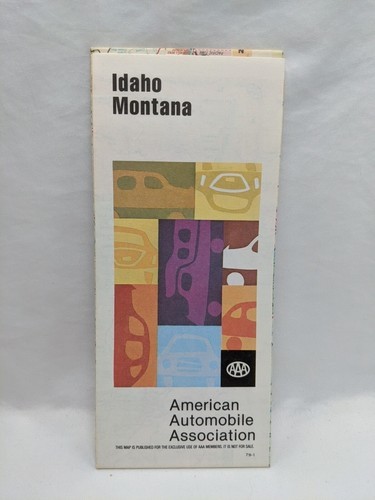 Idaho
Montana
AAA
American
Automobile
Association
THIS MAP IS PUBLISHED FOR THE EXCLUSIVE USE OF AAA MEMBERS. IT IS NOT FOR SALE.